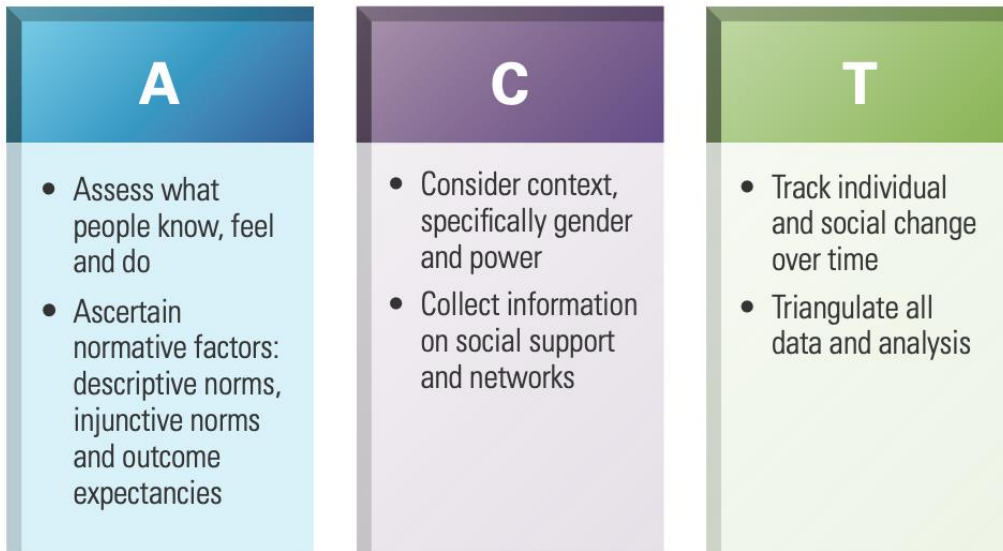 A
• Assess what
people know, feel
and do
• Ascertain
normative factors:
descriptive norms,
injunctive norms
and outcome
expectancies
C
• Consider context,
specifically gender
and power
• Collect information
on social support
and networks
T
• Track individual
and social change
over time
• Triangulate all
data and analysis